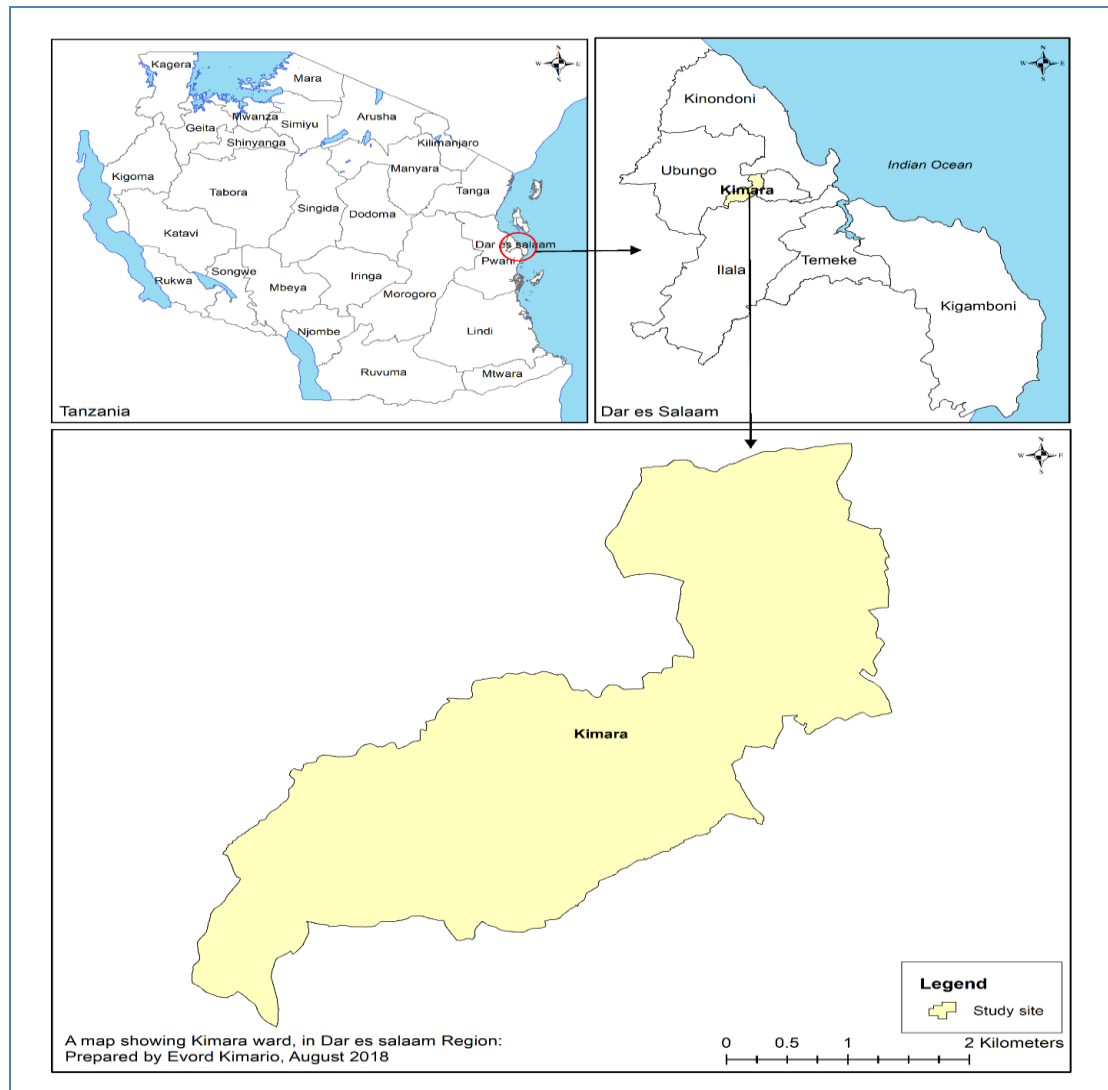 N
W E
S
Kagera
Mara
Mwanza
Geita
Simiyu
Arusha
Shinyanga
Kilimanjaro
Kigoma
Manyara
Tabora
Tanga
Singida
Dodoma
Katavi
Dar es salaam
Pwani
Songwe
Iringa
Rukwa
Mbeya
Morogoro
Njombe
Lindi
Ruvuma
Mtwara
Tanzania
N
W E
S
Kinondoni
Indian Ocean
Ubungo
Kimara
Temeke
Ilala
Kigamboni
Dar es Salaam
N
W E
S
Kimara
Legend
Study site
A map showing Kimara ward, in Dar es salaam Region:
Prepared by Evord Kimario, August 2018
0 0.5 1 2 Kilometers